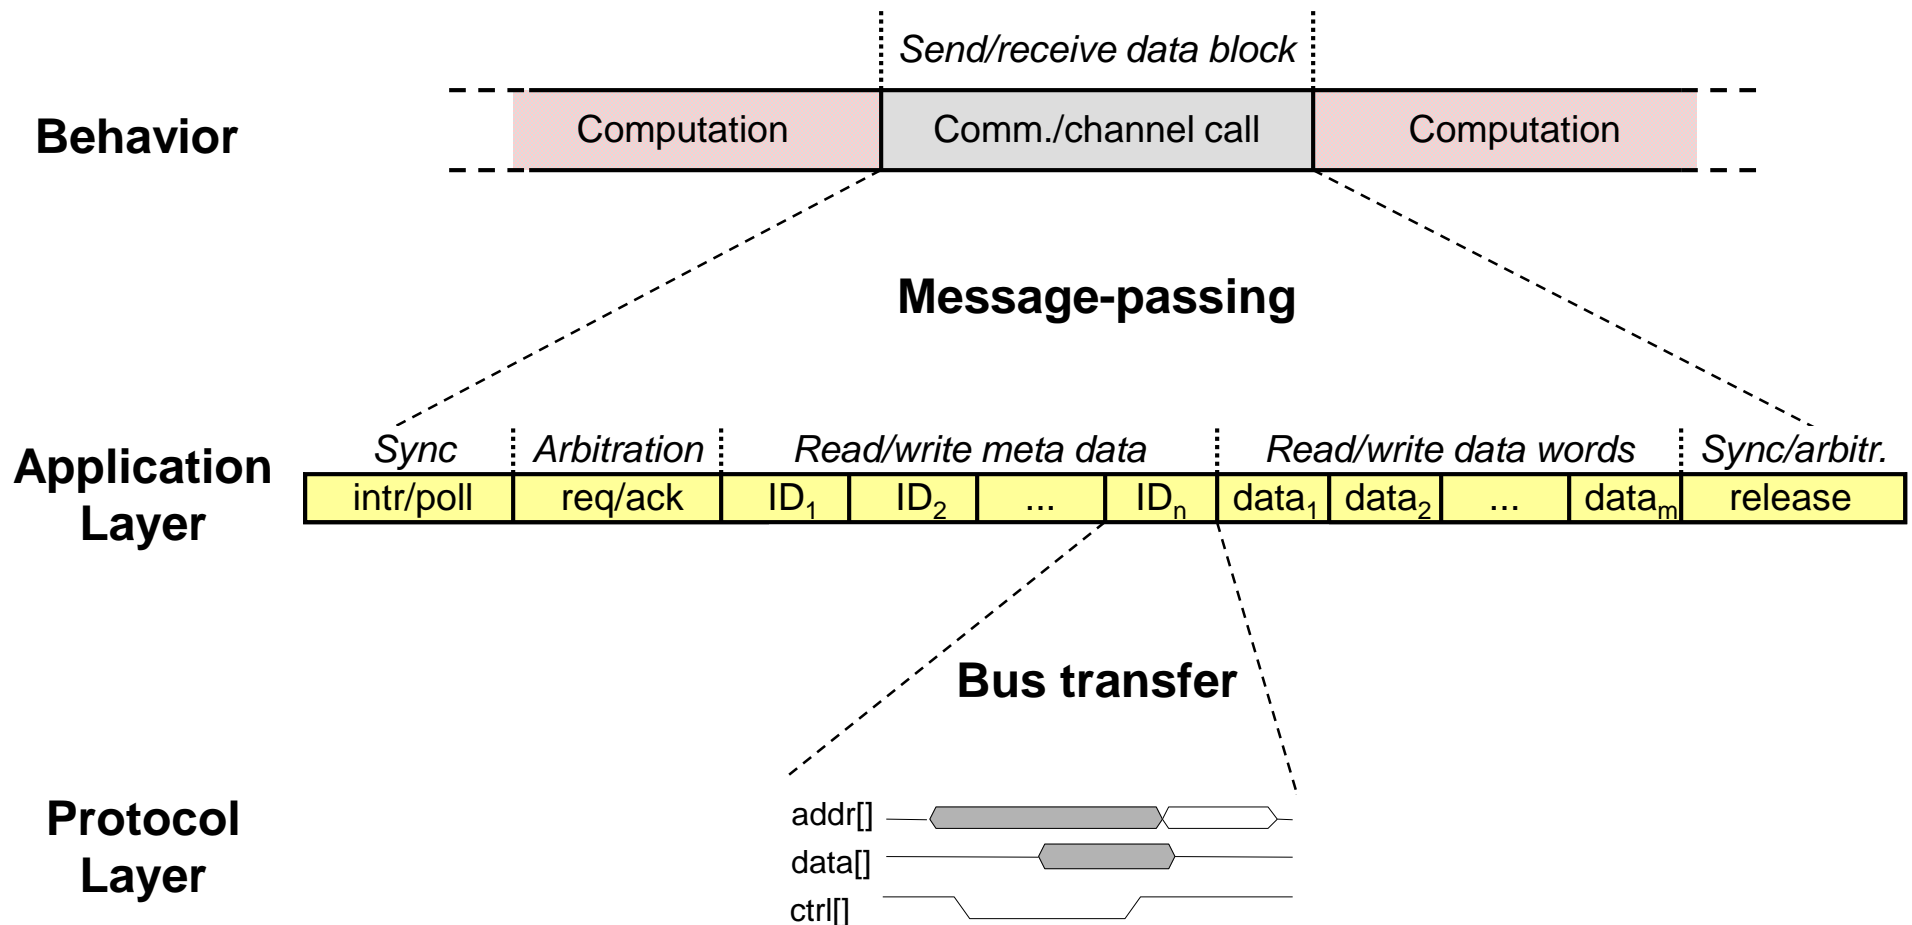 Send/receive data block
Behavior
Computation
Comm./channel call
Computation
Message-passing
Application
Layer
Sync
Arbitration
Read/write meta data
Read/write data words
Sync/arbitr.
intr/poll
req/ack
ID1
ID2
...
IDn
data1
data2
...
datam
release
Bus transfer
Protocol
Layer
addr[]
data[]
ctrl[]